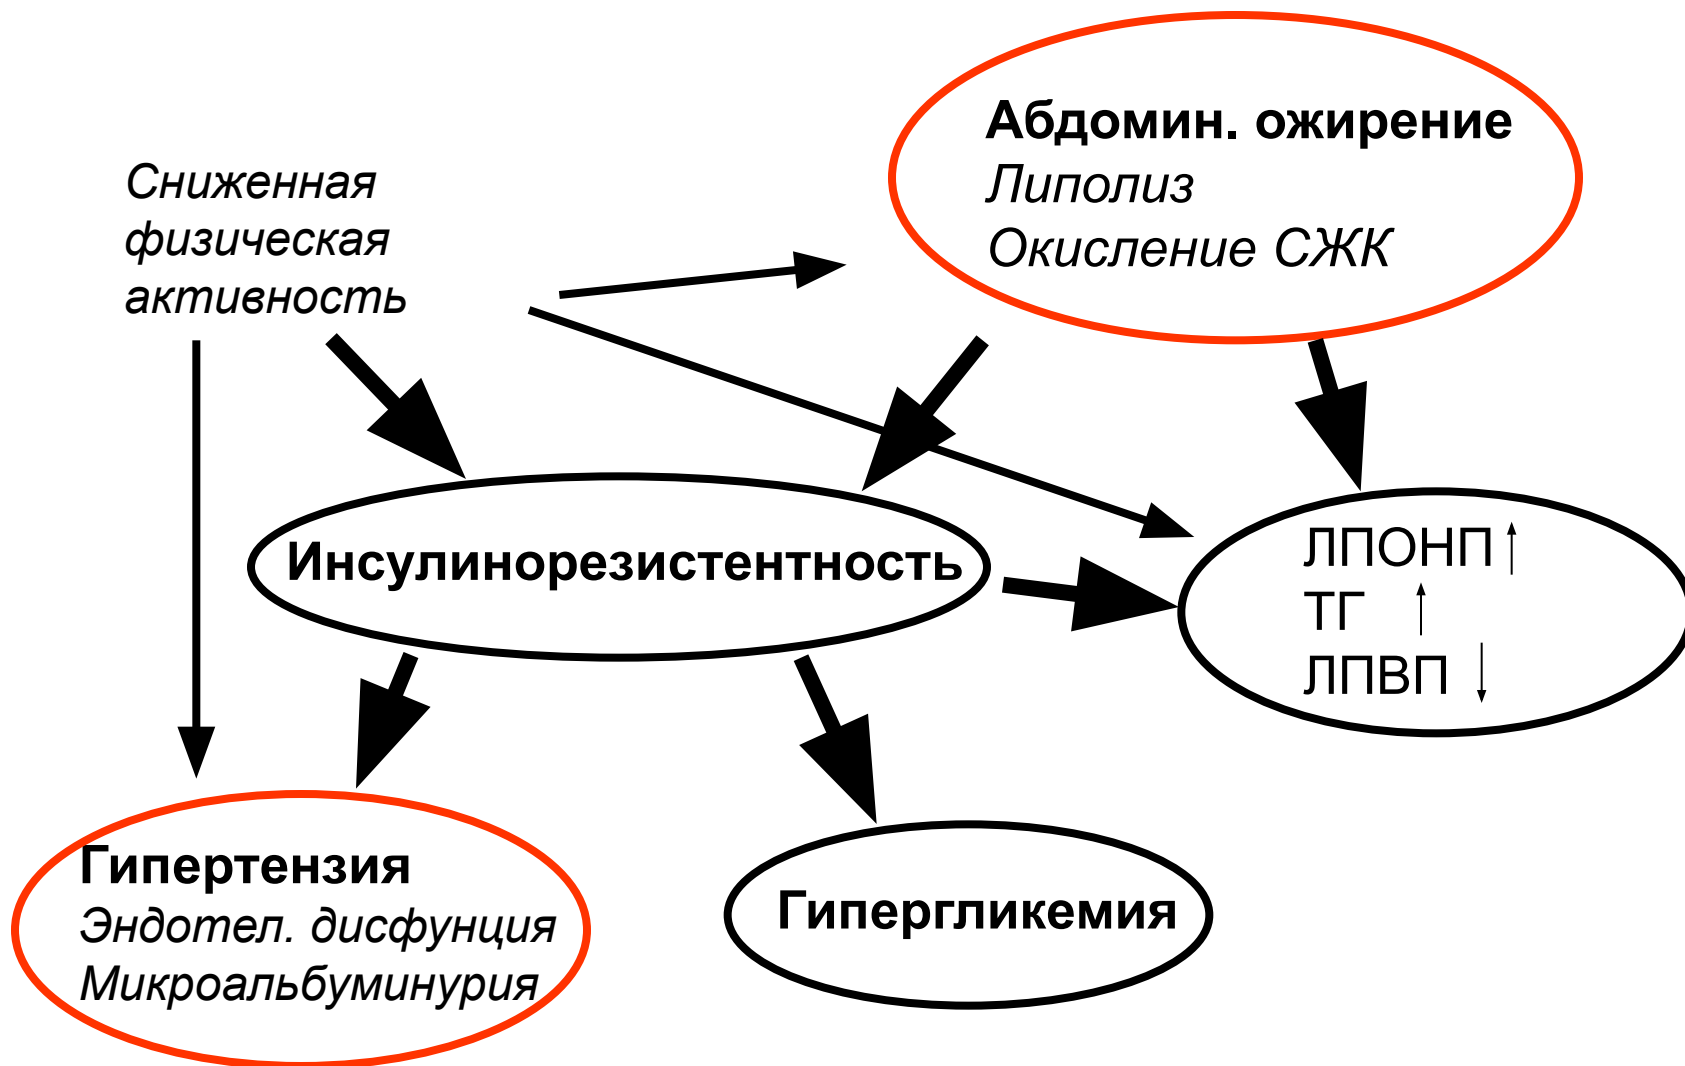 Абдомин. ожирение
Липолиз
Окисление СЖК
Сниженная
физическая
активность
Инсулинорезистентность
ЛПОНП
ТГ
ЛПВП
Гипертензия
Эндотел. дисфунция
Микроальбуминурия
Гипергликемия